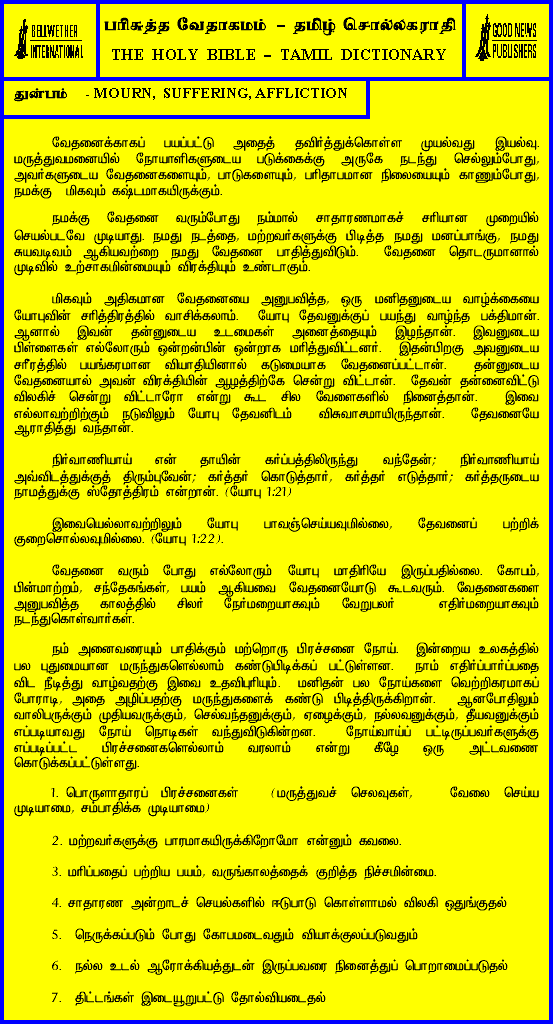 BELLWETHER
INTERNATIONAL
பரிசுத்த வேதாகமம் – தமிழ் சொல்லகராதி
THE HOLY BIBLE – TAMIL DICTIONARY
GOOD NEWS
PUBLISHERS
துன்பம் - MOURN, SUFFERING, AFFLICTION
வேதனைக்காகப் பயப்பட்டு அதைத் தவிர்த்துக்கொள்ள முயல்வது இயல்வு.
மருத்துவமனையில் நோயாளிகளுடைய படுக்கைக்கு அருகே நடந்து செல்லும்போது,
அவர்களுடைய வேதனைகளையும், பாடுகளையும், பரிதாபமான நிலையையும் காணும்போது,
நமக்கு மிகவும் கஷ்டமாகயிருக்கும்.
நமக்கு வேதனை வரும்போது நம்மால் சாதாரணமாகச் சரியான முறையில்
செயல்படவே முடியாது. நமது நடத்தை, மற்றவர்களுக்கு பிடித்த நமது மனப்பாங்கு, நமது
சுயவடிவம் ஆகியவற்றை நமது வேதனை பாதித்துவிடும். வேதனை தொடருமானால்
முடிவில் உற்சாகமின்மையும் விரக்தியும் உண்டாகும்.
மிகவும் அதிகமான வேதனையை அனுபவித்த, ஒரு மனிதனுடைய வாழ்க்கையை
யோபுவின் சரித்திரத்தில் வாசிக்கலாம். யோபு தேவனுக்குப் பயந்து வாழ்ந்த பக்திமான்.
ஆனால் இவன் தன்னுடைய உடமைகள் அனைத்தையும் இழந்தான். இவனுடைய
பிள்ளைகள் எல்லோரும் ஒன்றன்பின் ஒன்றாக மரித்துவிட்டனர். இதன்பிறகு அவனுடைய
சரீரத்தில் பயங்கரமான வியாதியினால் கடுமையாக வேதனைப்பட்டான். தன்னுடைய
வேதனையால் அவன் விரக்தியின் ஆழத்திற்கே சென்று விட்டான். தேவன் தன்னைவிட்டு
விலகிச் சென்று விட்டாரோ என்று கூட சில வேளைகளில் நினைத்தான். இவை
எல்லாவற்றிற்கும் நடுவிலும் யோபு தேவனிடம் விசுவாசமாயிருந்தான். தேவனையே
ஆராதித்து வந்தான்.
நிர்வாணியாய் என் தாயின் கர்ப்பத்திலிருந்து வந்தேன்; நிர்வாணியாய்
அவ்விடத்துக்குத் திரும்புவேன்; கர்த்தர் கொடுத்தார், கர்த்தர் எடுத்தார்; கர்த்தருடைய
நாமத்துக்கு ஸ்தோத்திரம் என்றான். (யோபு 1:21)
இவையெல்லாவற்றிலும் யோபு பாவஞ்செய்யவுமில்லை, தேவனைப் பற்றிக்
குறைசொல்லவுமில்லை. (யோபு 1:22).
வேதனை வரும் போது எல்லோரும் யோபு மாதிரியே இருப்பதில்லை. கோபம்,
பின்மாற்றம், சந்தேகங்கள், பயம் ஆகியவை வேதனையோடு கூடவரும். வேதனைகளை
அனுபவித்த காலத்தில் சிலர் நேர்மறையாகவும் வேறுபலர் எதிர்மறையாகவும்
நடந்துகொள்வார்கள்.
நம் அனைவரையும் பாதிக்கும் மற்றொரு பிரச்சனை நோய். இன்றைய உலகத்தில்
பல புதுமையான மருந்துகளெல்லாம் கண்டுபிடிக்கப் பட்டுள்ளன. நாம் எதிர்ப்பார்ப்பதை
விட நீடித்து வாழ்வதற்கு இவை உதவிபுரியும். மனிதன் பல நோய்களை வெற்றிகரமாகப்
போராடி, அதை அழிப்பதற்கு மருந்துகளைக் கண்டு பிடித்திருக்கிறான். ஆனபோதிலும்
வாலிபருக்கும் முதியவருக்கும், செல்வந்தனுக்கும், ஏழைக்கும், நல்லவனுக்கும், தீயவனுக்கும்
எப்படியாவது நோய் நொடிகள் வந்துவிடுகின்றன. நோய்வாய்ப் பட்டிருப்பவர்களுக்கு
எப்படிப்பட்ட பிரச்சனைகளெல்லாம் வரலாம் என்று கீழே ஒரு அட்டவணை
கொடுக்கப்பட்டுள்ளது.
1. பொருளாதாரப் பிரச்சனைகள் (மருத்துவச் செலவுகள், வேலை செய்ய
முடியாமை, சம்பாதிக்க முடியாமை)
2. மற்றவர்களுக்கு பாரமாகயிருக்கிறோமோ என்னும் கவலை.
3. மரிப்பதைப் பற்றிய பயம், வருங்காலத்தைக் குறித்த நிச்சமின்மை.
4. சாதாரண அன்றாடச் செயல்களில் ஈடுபாடு கொள்ளாமல் விலகி ஒதுங்குதல்
5. நெருக்கப்படும் போது கோபமடைவதும் வியாக்குலப்படுவதும்
6. நல்ல உடல் ஆரோக்கியத்துடன் இருப்பவரை நினைத்துப் பொறாமைப்படுதல்
7. திட்டங்கள் இடையூறுபட்டு தோல்வியடைதல்